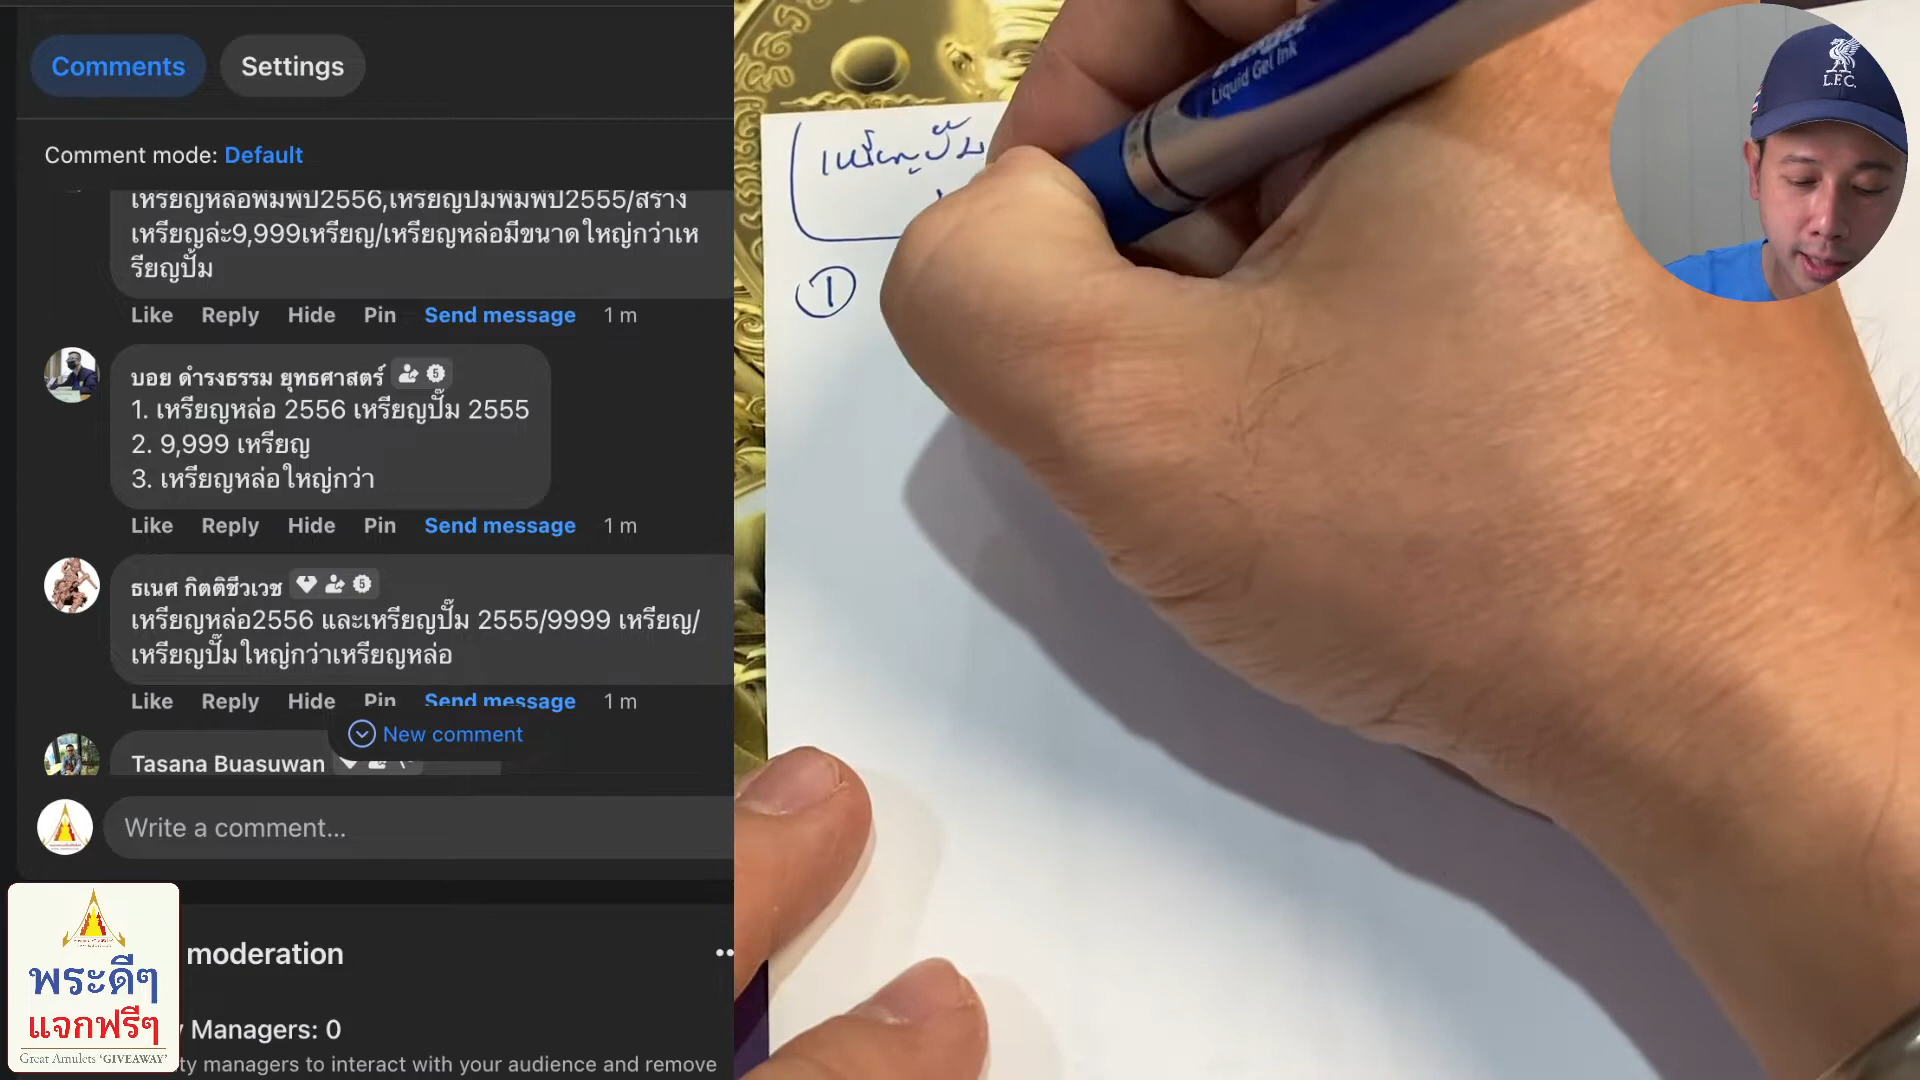 Comments
Settings
Comment mode: Default
เหรียญหล่อพิมพ์ปี2556,เหรียญปั๊มพิมพ์ปี2555/สร้าง
เหรียญล่ะ9,999เหรียญ/เหรียญหล่อมีขนาดใหญ่กว่าเห
รียญปั้ม
Like Reply Hide Pin Send message 1 m
บอย ดำรงธรรม ยุทธศาสตร์
1. เหรียญหล่อ 2556 เหรียญปั๊ม 2555
2. 9,999 เหรียญ
3. เหรียญหล่อใหญ่กว่า
Like Reply Hide Pin Send message 1 m
ธเนศ กิตติชีวเวช
เหรียญหล่อ2556 และเหรียญปั๊ม 2555/9999 เหรียญ/
เหรียญปั๊มใหญ่กว่าเหรียญหล่อ
Like Reply Hide Pin Send message 1 m
New comment
Tasana Buasuwan
Write a comment...
moderation
y Managers: 0
ty managers to interact with your audience and remove
พระดีๆ
แจกฟรีๆ
Great Amulets 'GIVEAWAY'
Liquid Gel Ink
L.F.C.
เหรียญปั๊ม
1